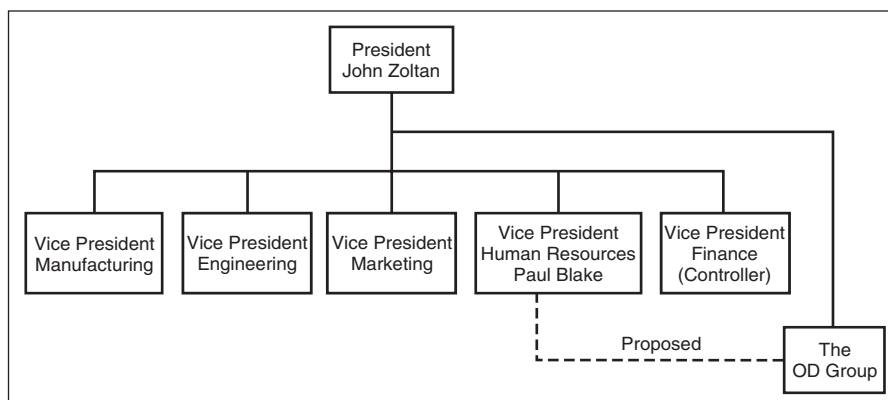 President
John Zoltan
Vice President
Manufacturing
Vice President
Engineering
Vice President
Marketing
Vice President
Human Resources
Paul Blake
Vice President
Finance
(Controller)
Proposed
The
OD Group